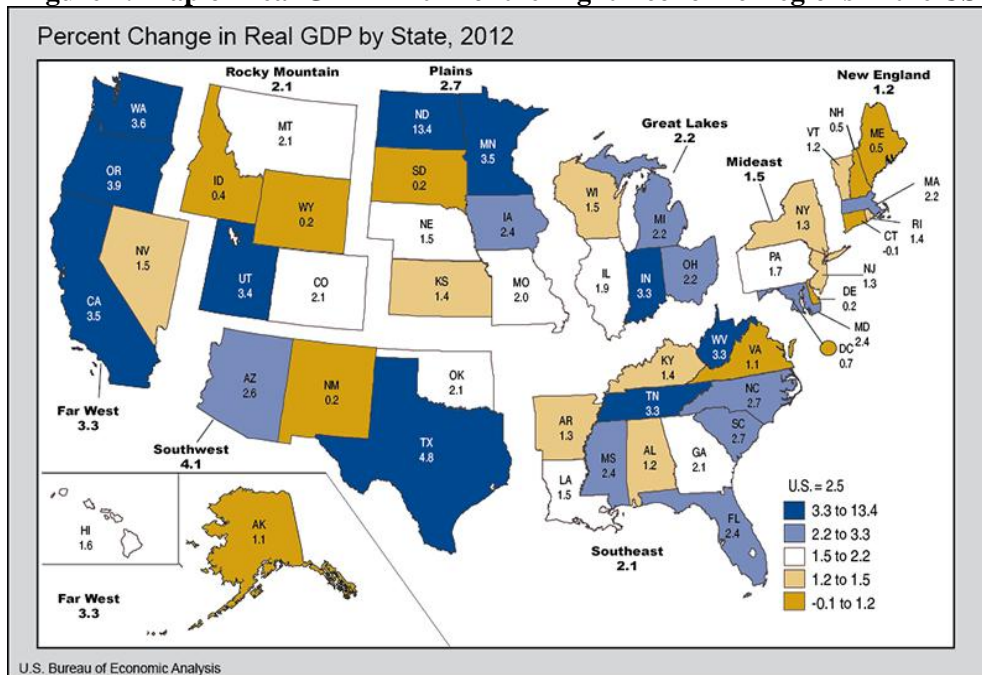 Percent Change in Real GDP by State, 2012
Rocky Mountain
2.1
Plains
2.7
New England
1.2
Great Lakes
2.2
Mideast
1.5
WA
3.6
OR
3.9
CA
3.5
NV
1.5
ID
0.4
MT
2.1
WY
0.2
UT
3.4
CO
2.1
ND
13.4
SD
0.2
NE
1.5
KS
1.4
MN
3.5
IA
2.4
MO
2.0
WI
1.5
MI
2.2
IL
1.9
IN
3.3
OH
2.2
NH
0.5
VT
1.2
ME
0.5
MA
2.2
RI
1.4
CT
-0.1
NY
1.3
PA
1.7
NJ
1.3
DE
0.2
MD
2.4
DC
0.7
AZ
2.6
NM
0.2
OK
2.1
TX
4.8
Far West
3.3
Southwest
4.1
AR
1.3
LA
1.5
MS
2.4
AL
1.2
GA
2.1
FL
2.4
SC
2.7
NC
2.7
TN
3.3
KY
1.4
WV
3.3
VA
1.1
Southeast
2.1
HI
1.6
AK
1.1
Far West
3.3
U.S. = 2.5
3.3 to 13.4
2.2 to 3.3
1.5 to 2.2
1.2 to 1.5
-0.1 to 1.2
U.S. Bureau of Economic Analysis